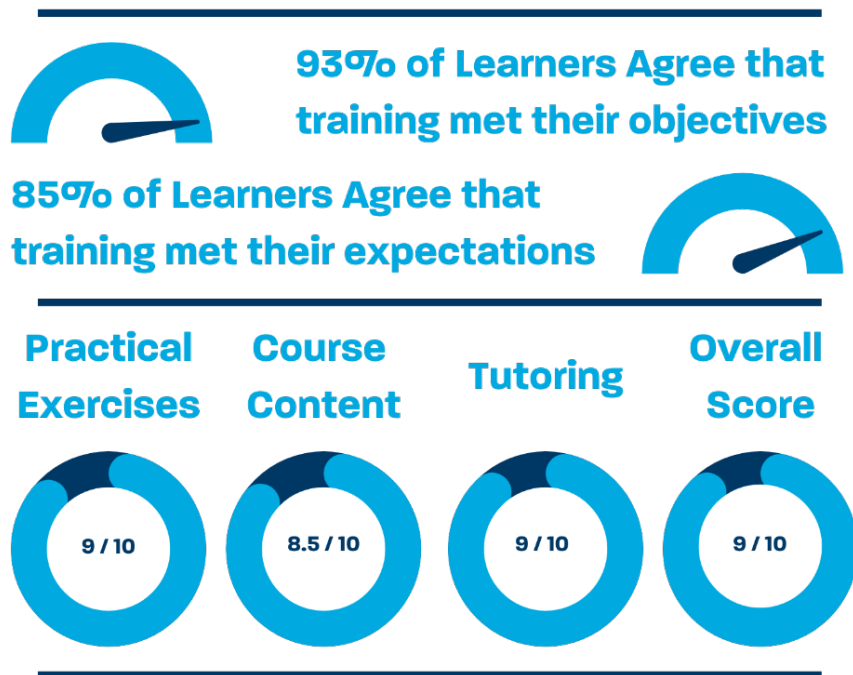 93% of Learners Agree that
training met their objectives
85% of Learners Agree that
training met their expectations
Practical
Exercises
Course
Content
Tutoring
Overall
Score
9 / 10
8.5 / 10
9 / 10
9 / 10